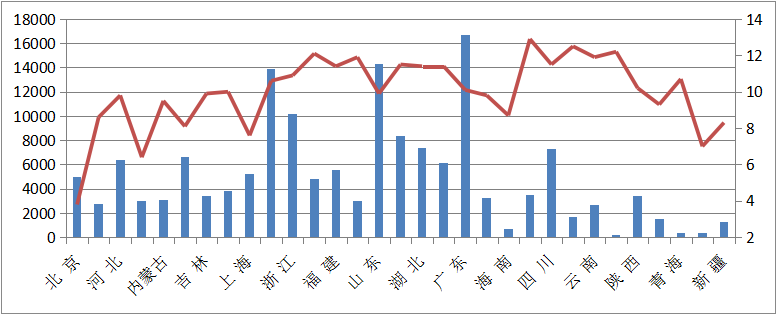 18000
16000
14000
12000
10000
8000
6000
4000
2000
0
14
12
10
8
6
4
2
北京
河北
内蒙古
吉林
上海
浙江
福建
山东
湖北
广东
海南
四川
云南
陕西
青海
新疆